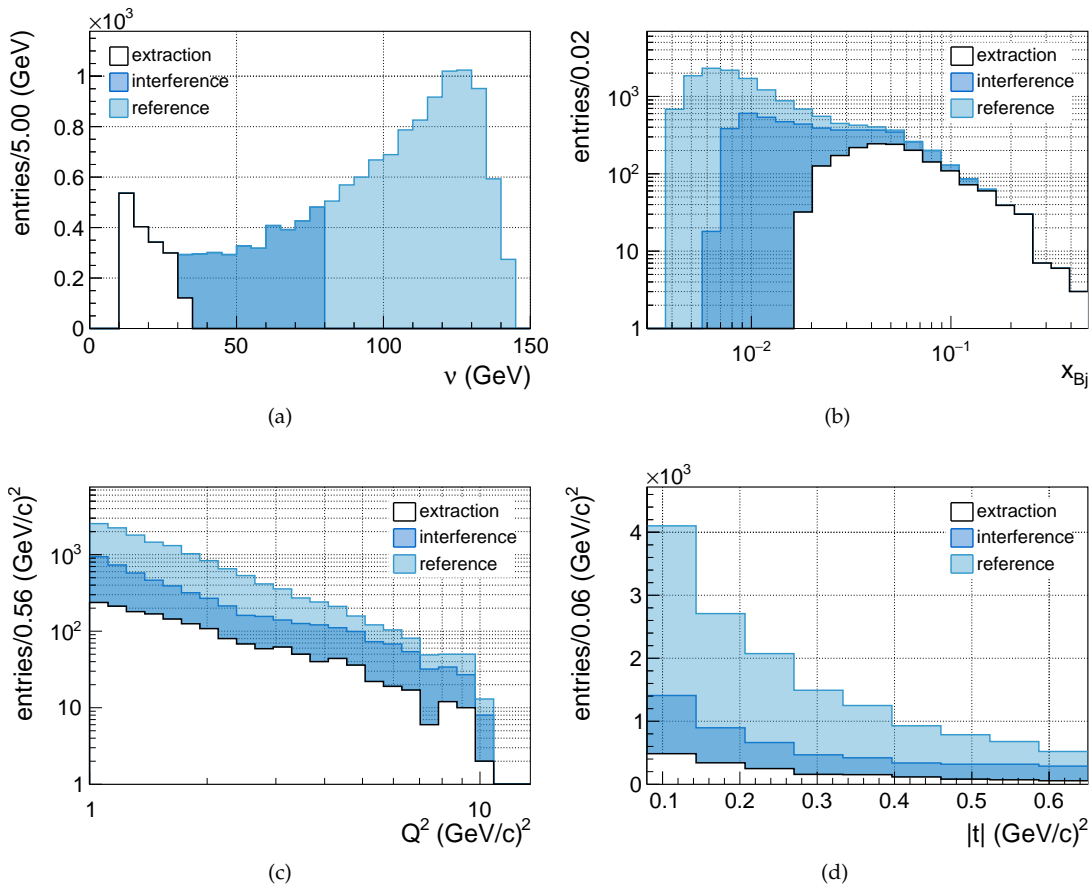 ×10³
entries/5.00 (GeV)
1
0.8
0.6
0.4
0.2
0
0 50 100 150
ν (GeV)
extraction
interference
reference
(a)
entries/0.02
10³
10²
10
1
10⁻² 10⁻¹
x_Bj
extraction
interference
reference
(b)
entries/0.56 (GeV/c)²
10³
10²
10
1
1 10
Q² (GeV/c)²
extraction
interference
reference
(c)
×10³
entries/0.06 (GeV/c)²
4
3
2
1
0
0.1 0.2 0.3 0.4 0.5 0.6
|t| (GeV/c)²
extraction
interference
reference
(d)